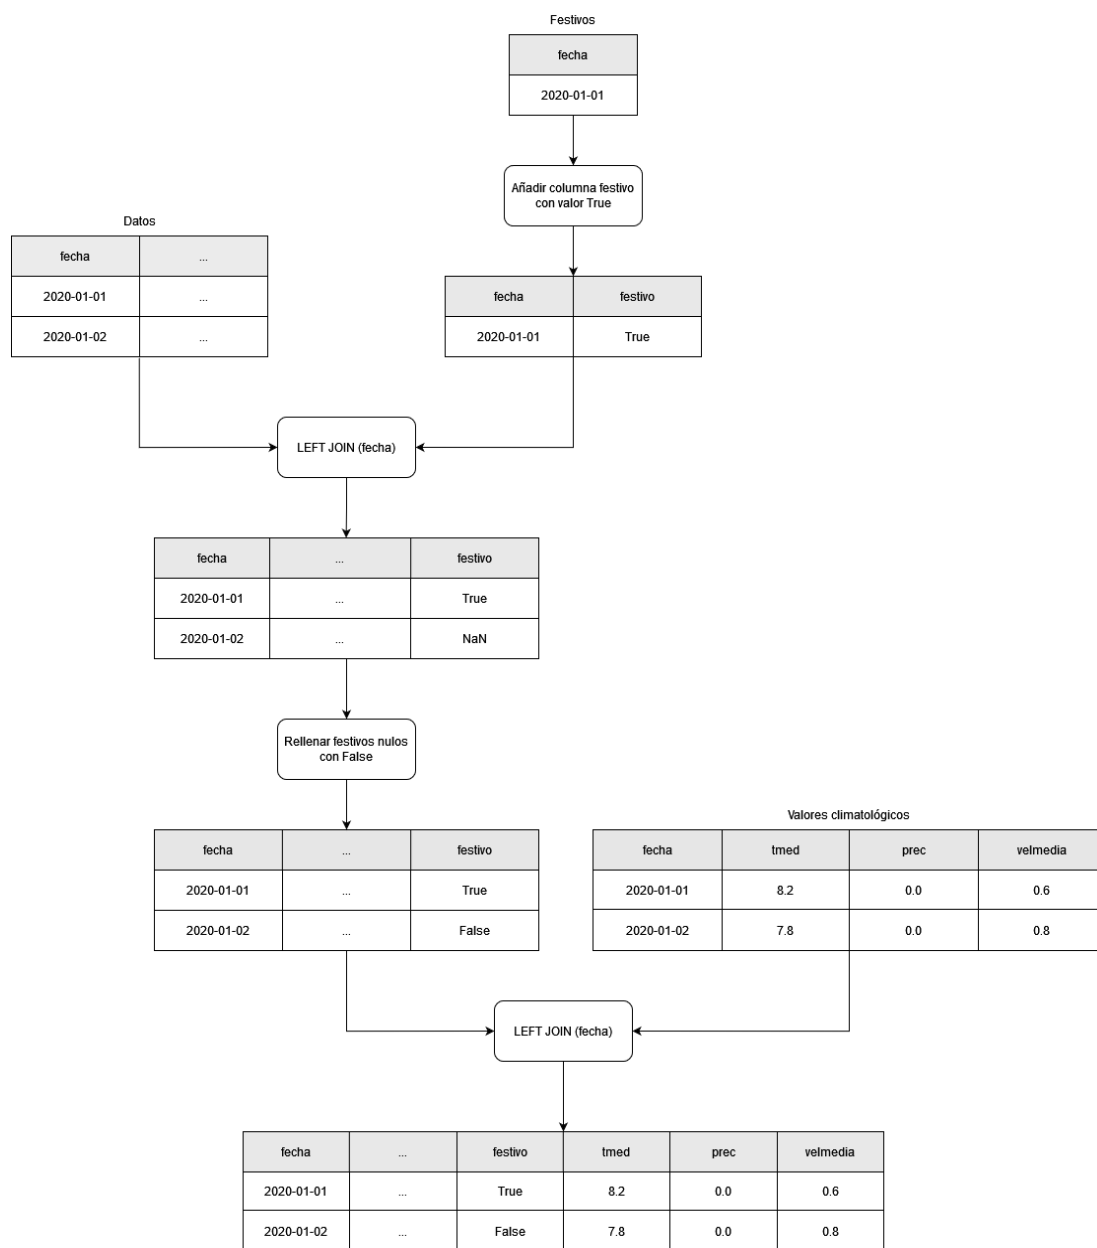 Festivos
fecha
2020-01-01
Añadir columna festivo
con valor True
Datos
fecha ...
2020-01-01 ...
2020-01-02 ...
fecha festivo
2020-01-01 True
LEFT JOIN (fecha)
fecha ... festivo
2020-01-01 ... True
2020-01-02 ... NaN
Rellenar festivos nulos
con False
fecha ... festivo
2020-01-01 ... True
2020-01-02 ... False
Valores climatológicos
fecha tmed prec velmedia
2020-01-01 8.2 0.0 0.6
2020-01-02 7.8 0.0 0.8
LEFT JOIN (fecha)
fecha ... festivo tmed prec velmedia
2020-01-01 ... True 8.2 0.0 0.6
2020-01-02 ... False 7.8 0.0 0.8